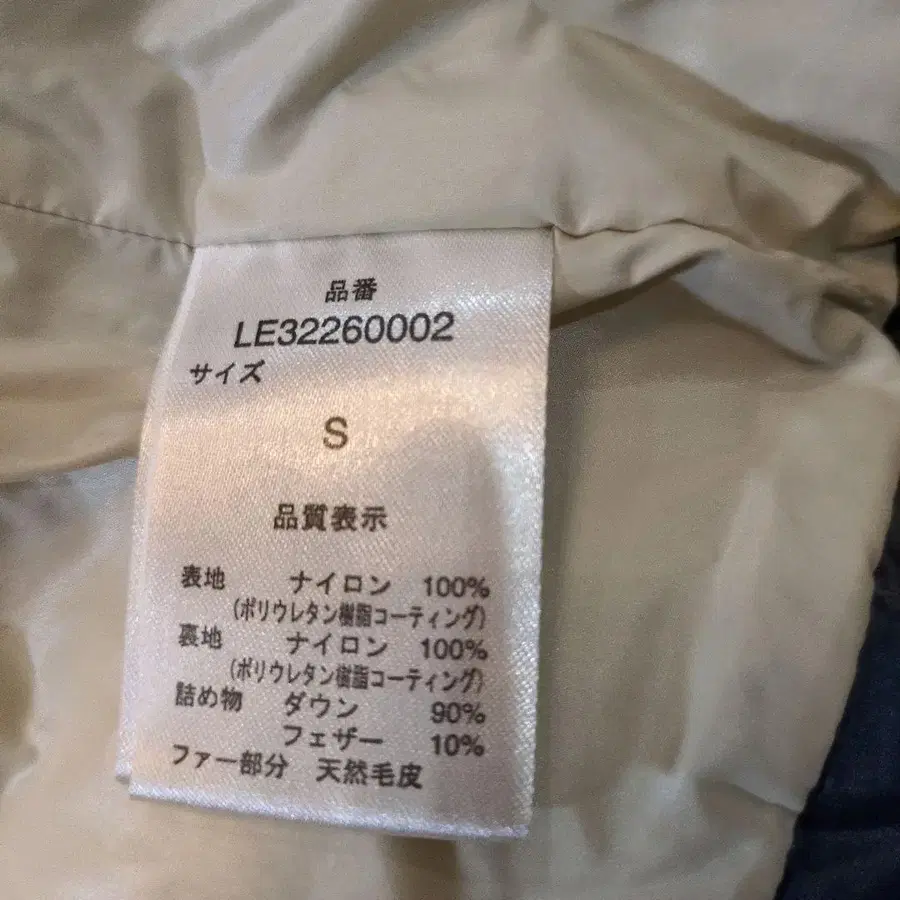 品番
LE32260002
サイズ
S
品質表示
表地 ナイロン 100%
(ポリウレタン樹脂コーティング)
裏地 ナイロン 100%
(ポリウレタン樹脂コーティング)
詰め物 ダウン 90%
フェザー 10%
ファー部分 天然毛皮